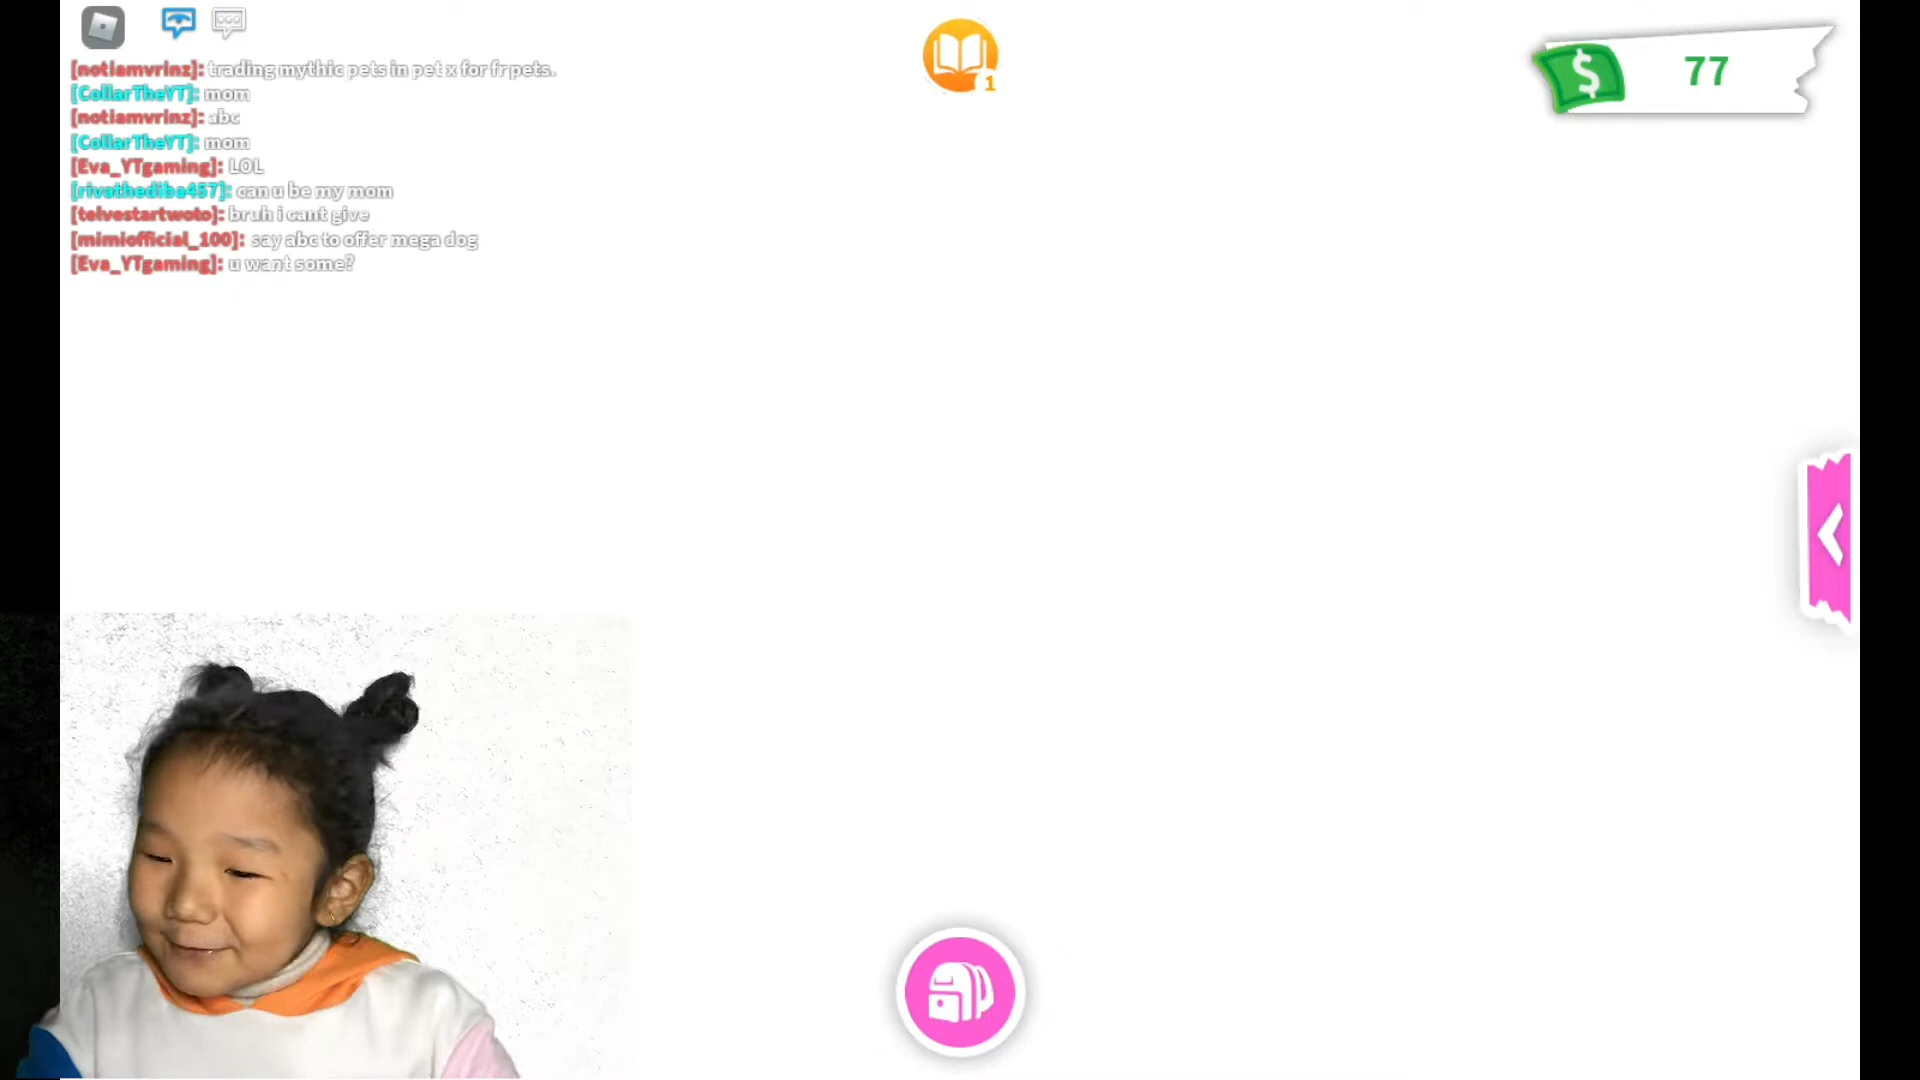 [notiamvrinz]: trading mythic pets in pet x for fr pets.
[CollarTheYT]: mom
[notiamvrinz]: abc
[CollarTheYT]: mom
[Eva_YTgaming]: LOL
[rivathediba457]: can u be my mom
[telvestartwoto]: bruh i cant give
[mimiofficial_100]: say abc to offer mega dog
[Eva_YTgaming]: u want some?
1
$ 77